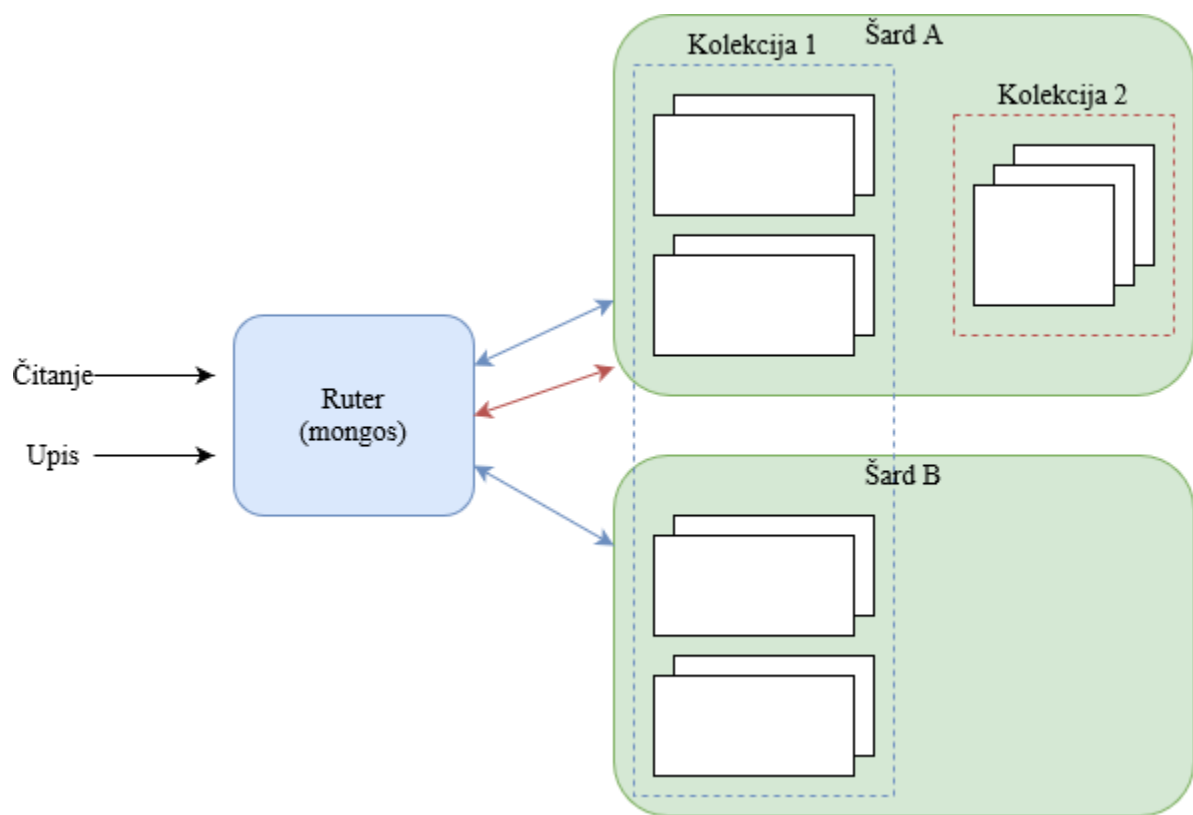 Kolekcija 1
Šard A
Kolekcija 2
Čitanje
Upis
Ruter
(mongos)
Šard B